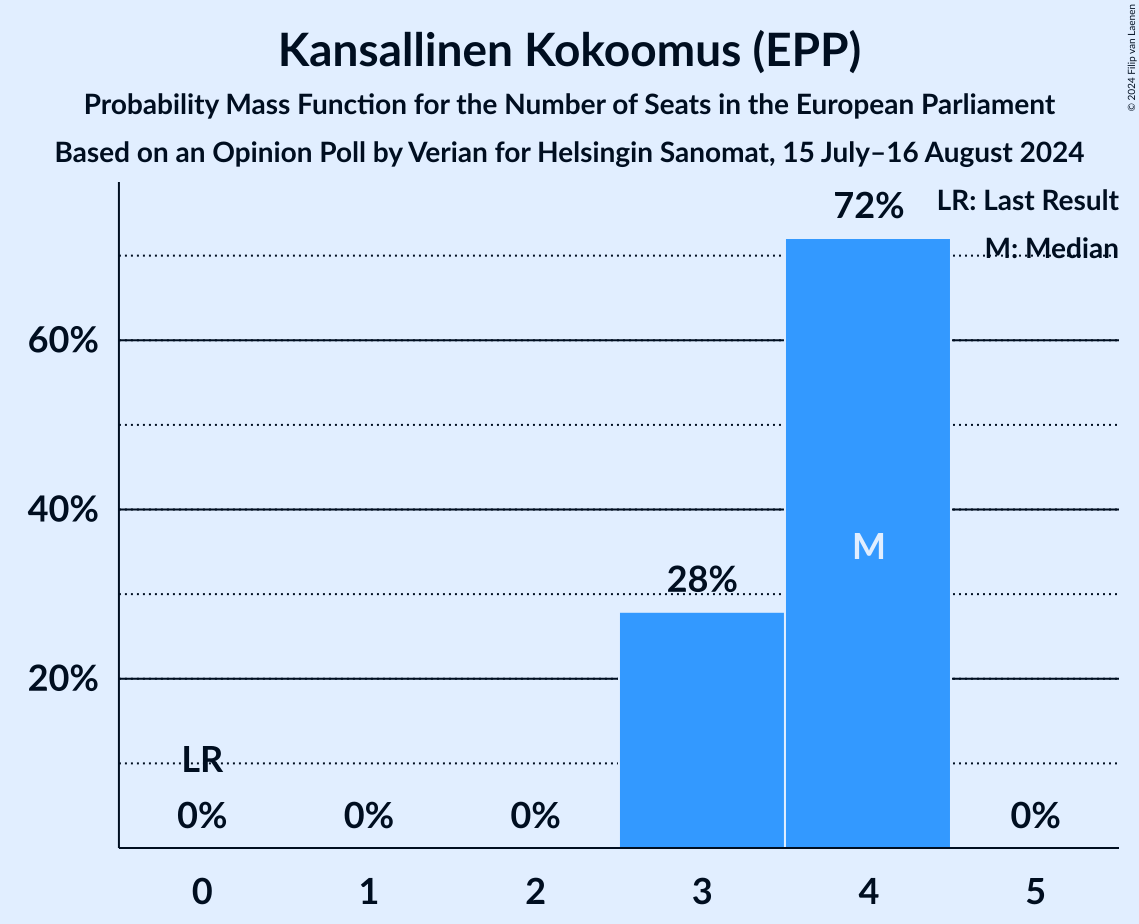 Kansallinen Kokoomus (EPP)
Probability Mass Function for the Number of Seats in the European Parliament
Based on an Opinion Poll by Verian for Helsingin Sanomat, 15 July–16 August 2024
© 2024 Filip van Laenen
LR: Last Result
M: Median
72%
60%
40%
M
28%
20%
LR
0% 0% 0% 0%
0 1 2 3 4 5